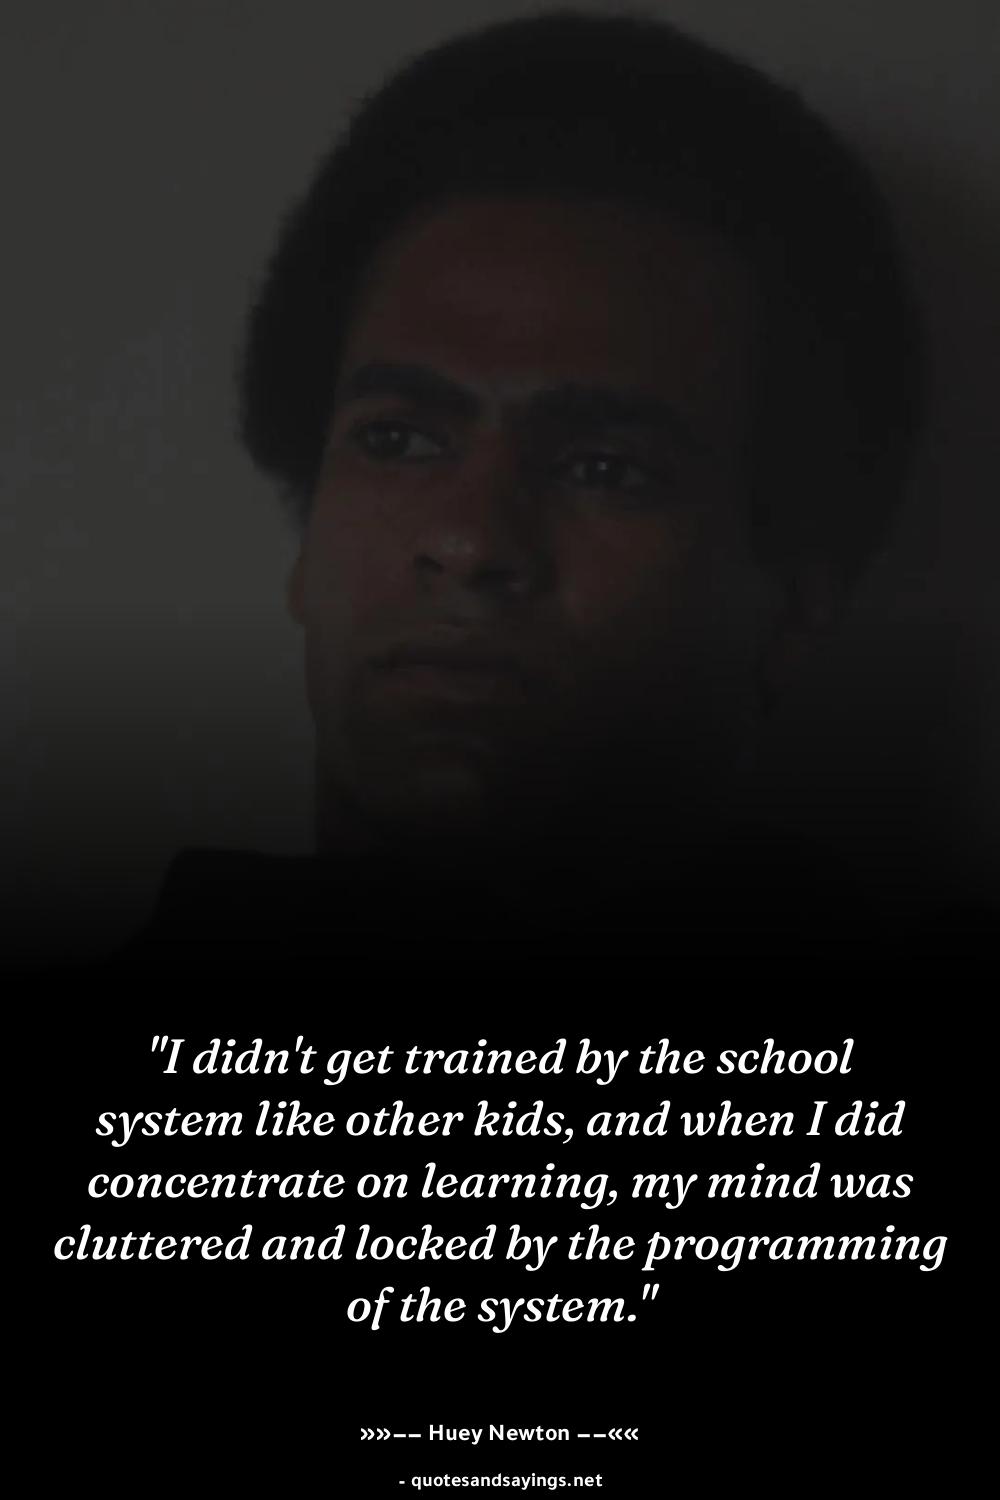 "I didn't get trained by the school
system like other kids, and when I did
concentrate on learning, my mind was
cluttered and locked by the programming
of the system."
»»−− Huey Newton −−««
- quotesandsayings.net